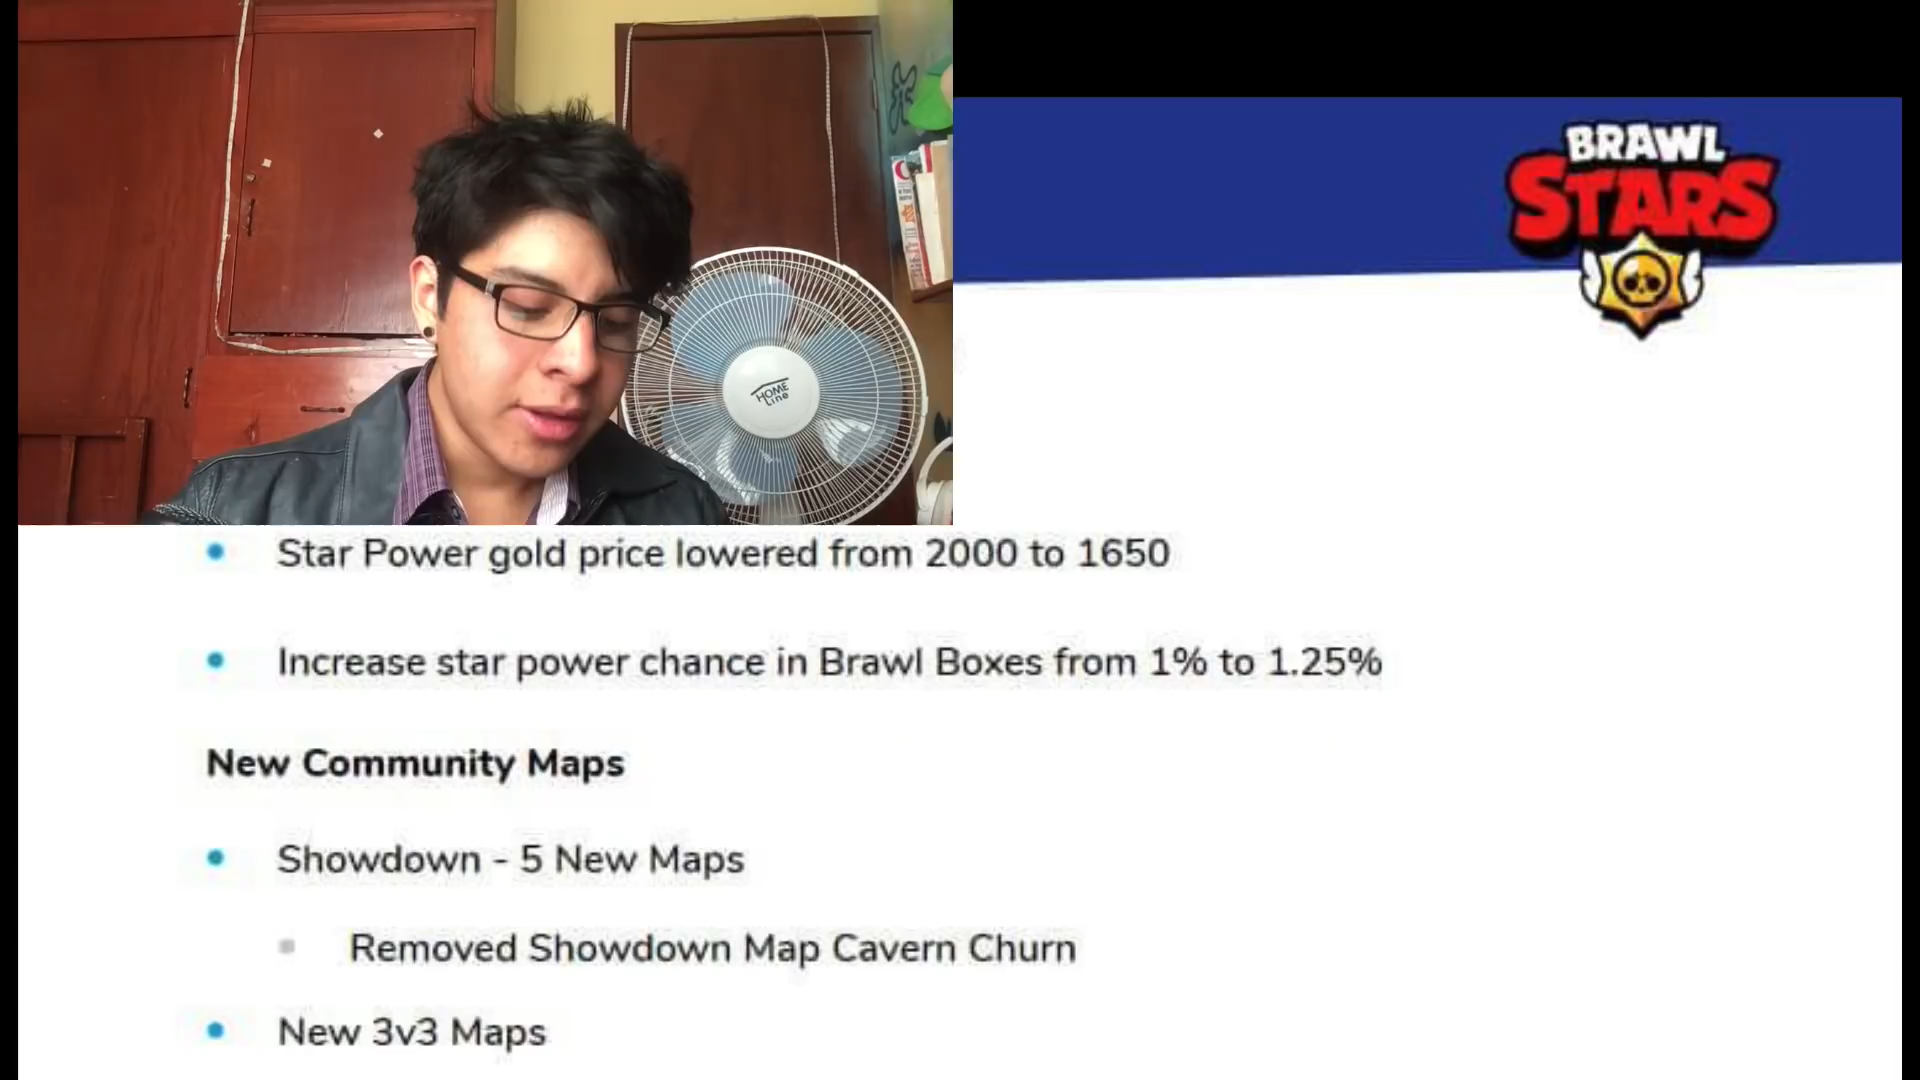 BRAWL
STARS
HOME
Line
Star Power gold price lowered from 2000 to 1650
Increase star power chance in Brawl Boxes from 1% to 1.25%
New Community Maps
Showdown - 5 New Maps
Removed Showdown Map Cavern Churn
New 3v3 Maps